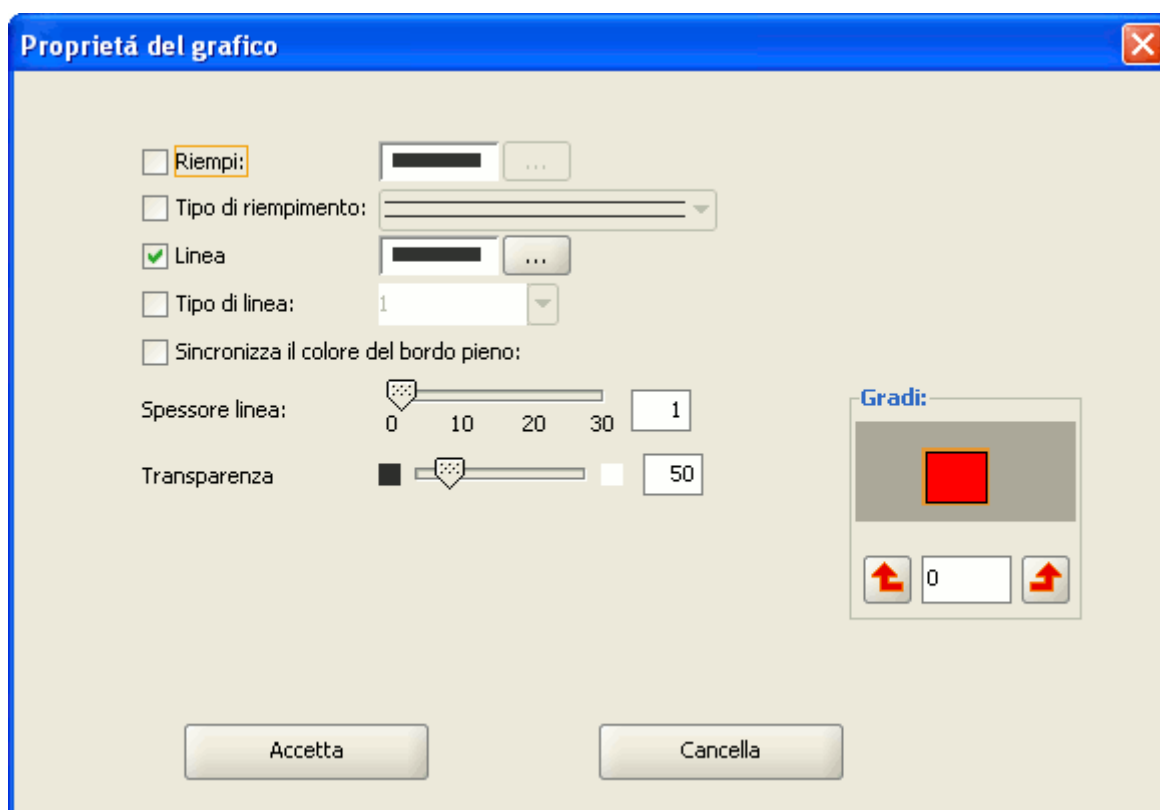 Proprietá del grafico
Riempi:
...
Tipo di riempimento:
Linea
...
Tipo di linea:
1
Sincronizza il colore del bordo pieno:
Spessore linea:
0 10 20 30
1
Transparenza
50
Gradi:
0
Accetta
Cancella